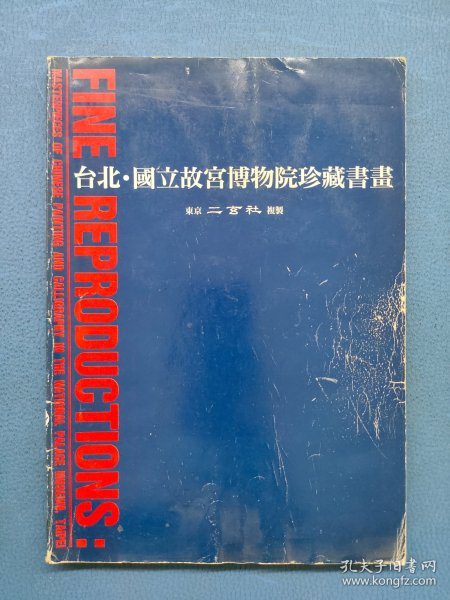 台北·國立故宮博物院珍藏書畫
東京 二玄社 複製
FINE REPRODUCTIONS:
MASTERPIECES OF CHINESE PAINTING AND CALLIGRAPHY IN THE NATIONAL PALACE MUSEUM, TAIPEI
孔夫子旧书网
www.kongfz.com